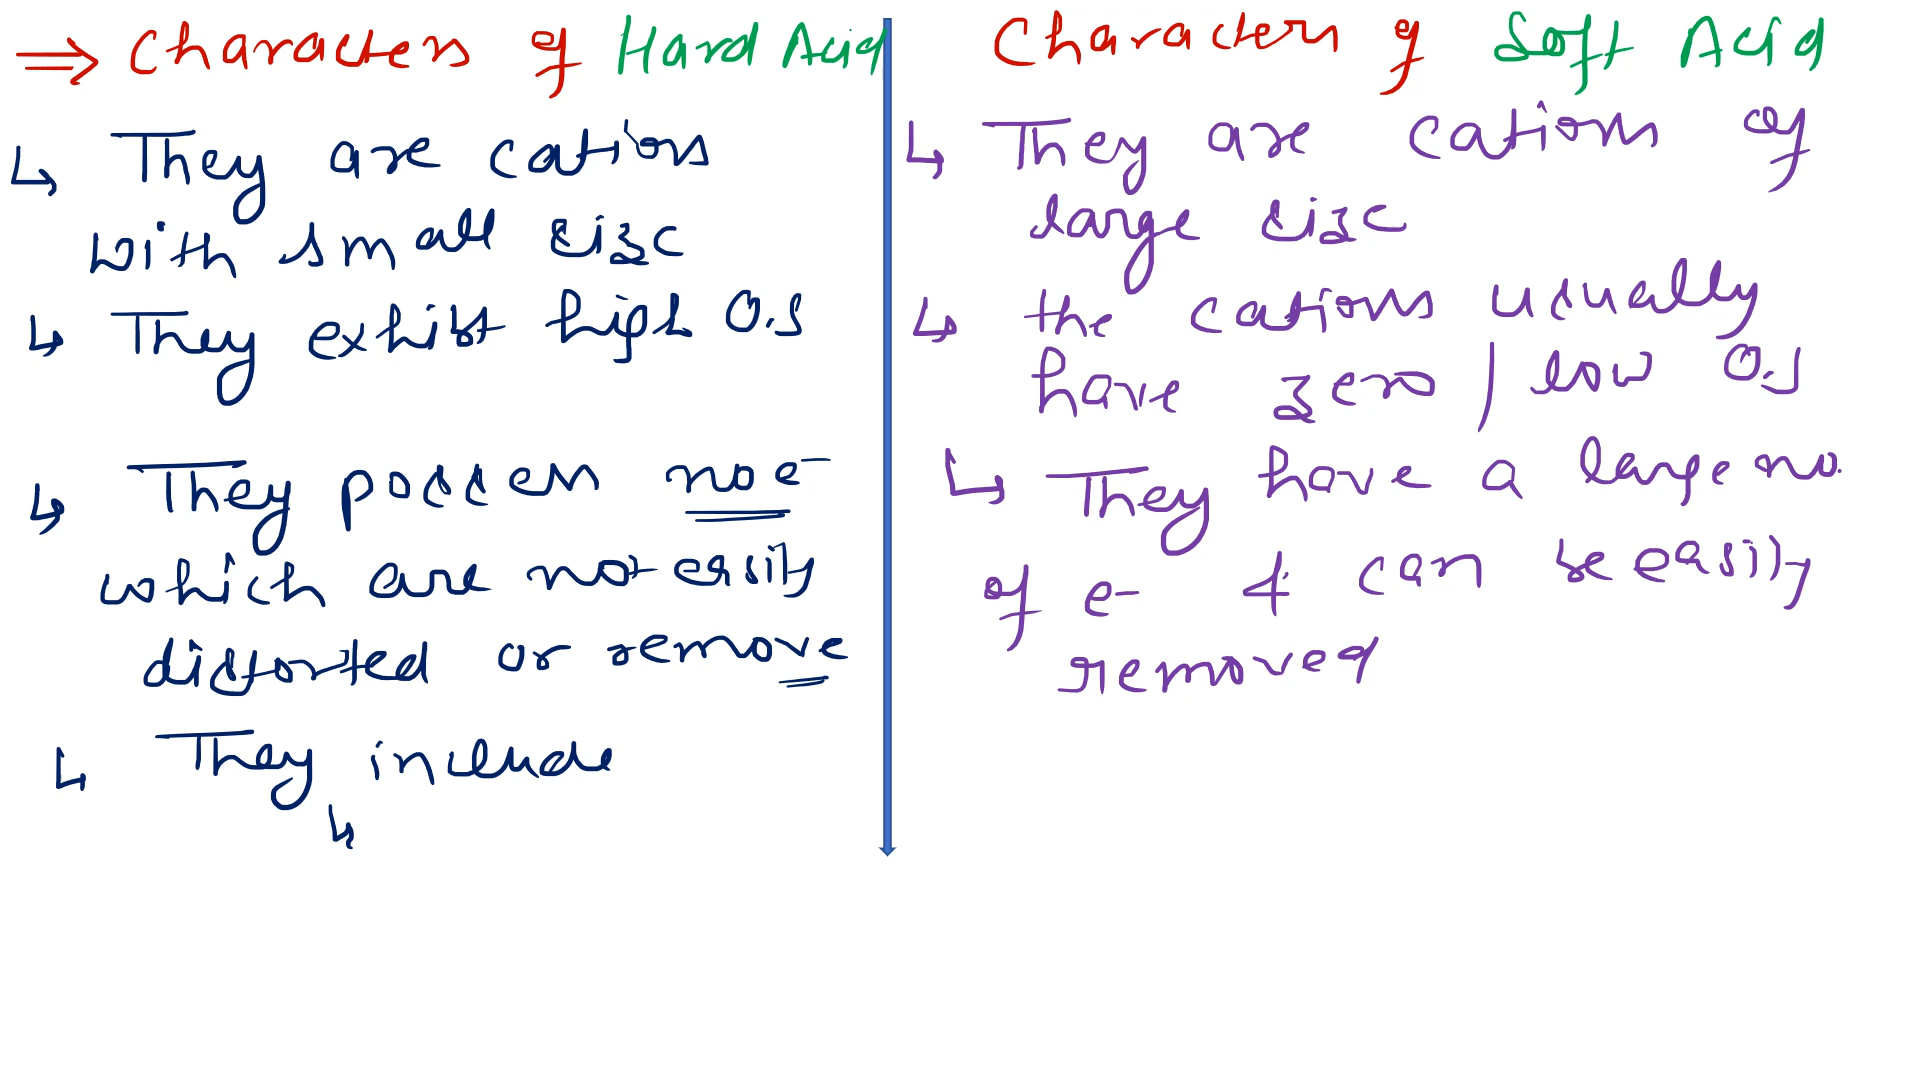 ⇒ Characters of Hard Acid
↳ They are cations
with small size
↳ They exhibit high O.S
↳ They possess no e-
which are not easily
distorted or remove
↳ They include
↳
Characters of Soft Acid
↳ They are cations of
large size
↳ the cations usually
have zero / low O.S
↳ They have a large no.
of e- & can be easily
removed